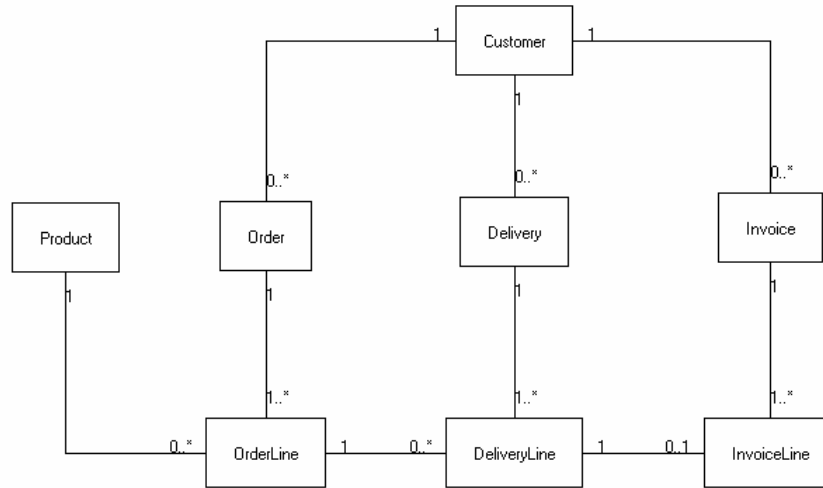 1 Customer 1
1
0..* 0..* 0..*
Product Order Delivery Invoice
1 1 1 1
1..* 1..* 1..*
0..* OrderLine 1 0..* DeliveryLine 1 0..1 InvoiceLine